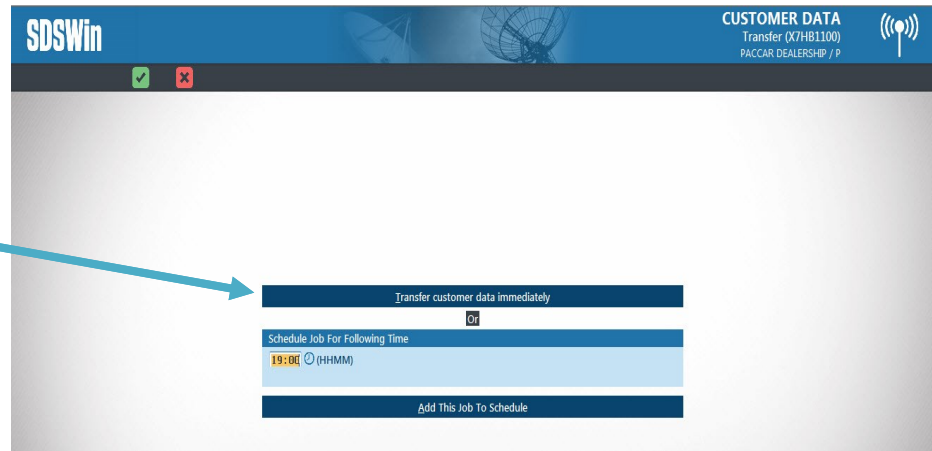 SDSWin
CUSTOMER DATA
Transfer (X7HB1100)
PACCAR DEALERSHIP / P
Transfer customer data immediately
Or
Schedule Job For Following Time
19:00 (HHMM)
Add This Job To Schedule